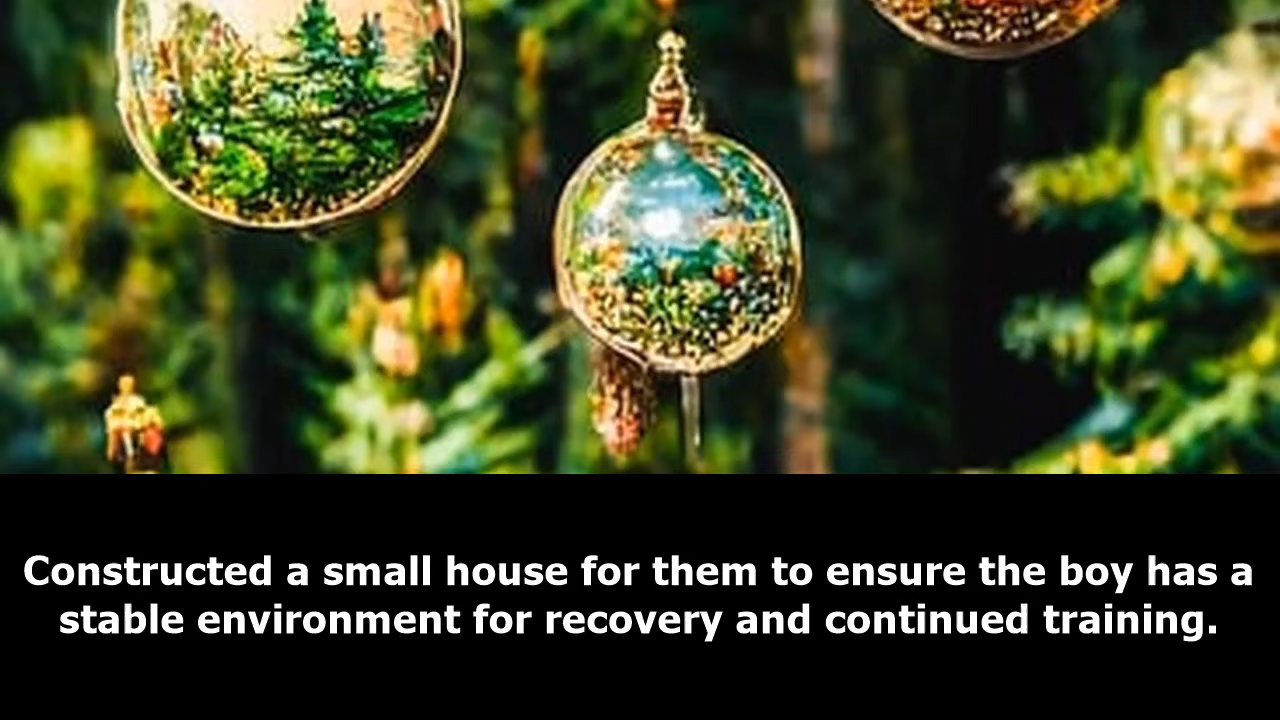 Constructed a small house for them to ensure the boy has a
stable environment for recovery and continued training.